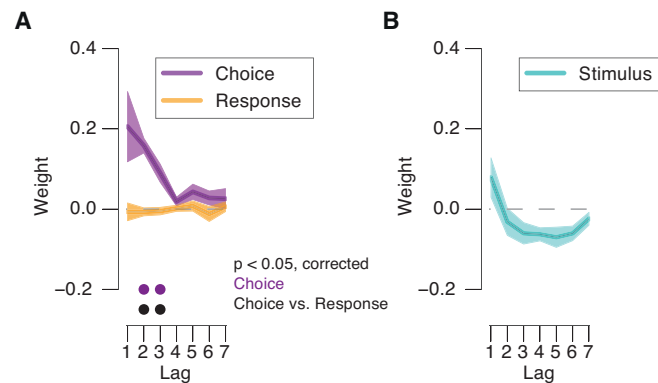 A
0.4
Choice
Response
0.2
Weight
0.0
−0.2
p < 0.05, corrected
Choice
Choice vs. Response
1 2 3 4 5 6 7
Lag
B
0.4
Stimulus
0.2
Weight
0.0
−0.2
1 2 3 4 5 6 7
Lag